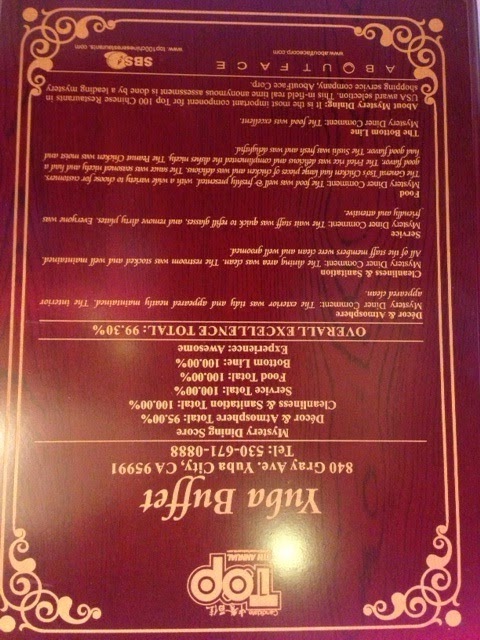 Candidate 中餐百佳
Top
TH ANNUAL
Yuba Buffet
840 Gray Ave. Yuba City, CA 95991
Tel: 530-671-0888
Mystery Dining Score
Décor & Atmosphere Total: 95.00%
Cleanliness & Sanitation Total: 100.00%
Service Total: 100.00%
Food Total: 100.00%
Bottom Line: 100.00%
Experience: Awesome
OVERALL EXCELLENCE TOTAL: 99.30%
Décor & Atmosphere
Mystery Diner Comment: The exterior was tidy and appeared neatly maintained. The interior
appeared clean.
Cleanliness & Sanitation
Mystery Diner Comment: The dining area was clean. The restroom was stocked and well maintained.
All of the staff members were clean and well groomed.
Service
Mystery Diner Comment: The wait staff was quick to refill glasses, and remove dirty plates. Everyone was
friendly and attentive.
Food
Mystery Diner Comment: The food was well & freshly presented, with a wide variety to choose for customers.
The General Tso's Chicken had large pieces of chicken and was delicious. The sauce was seasoned nicely and had a
good flavor. The Fried rice was delicious and complimented the dishes nicely. The Peanut Chicken was moist and
had good flavor. The Sushi was fresh and was delightful.
The Bottom Line
Mystery Diner Comment: The food was excellent.
About Mystery Dining: It is the most important component for Top 100 Chinese Restaurants in
USA award selection. This in-field real time anonymous assessment is done by a leading mystery
shopping service company, AboutFace Corp.
ABOUTFACE SBS
www.aboutfacecorp.com www.top100chineserestaurants.com